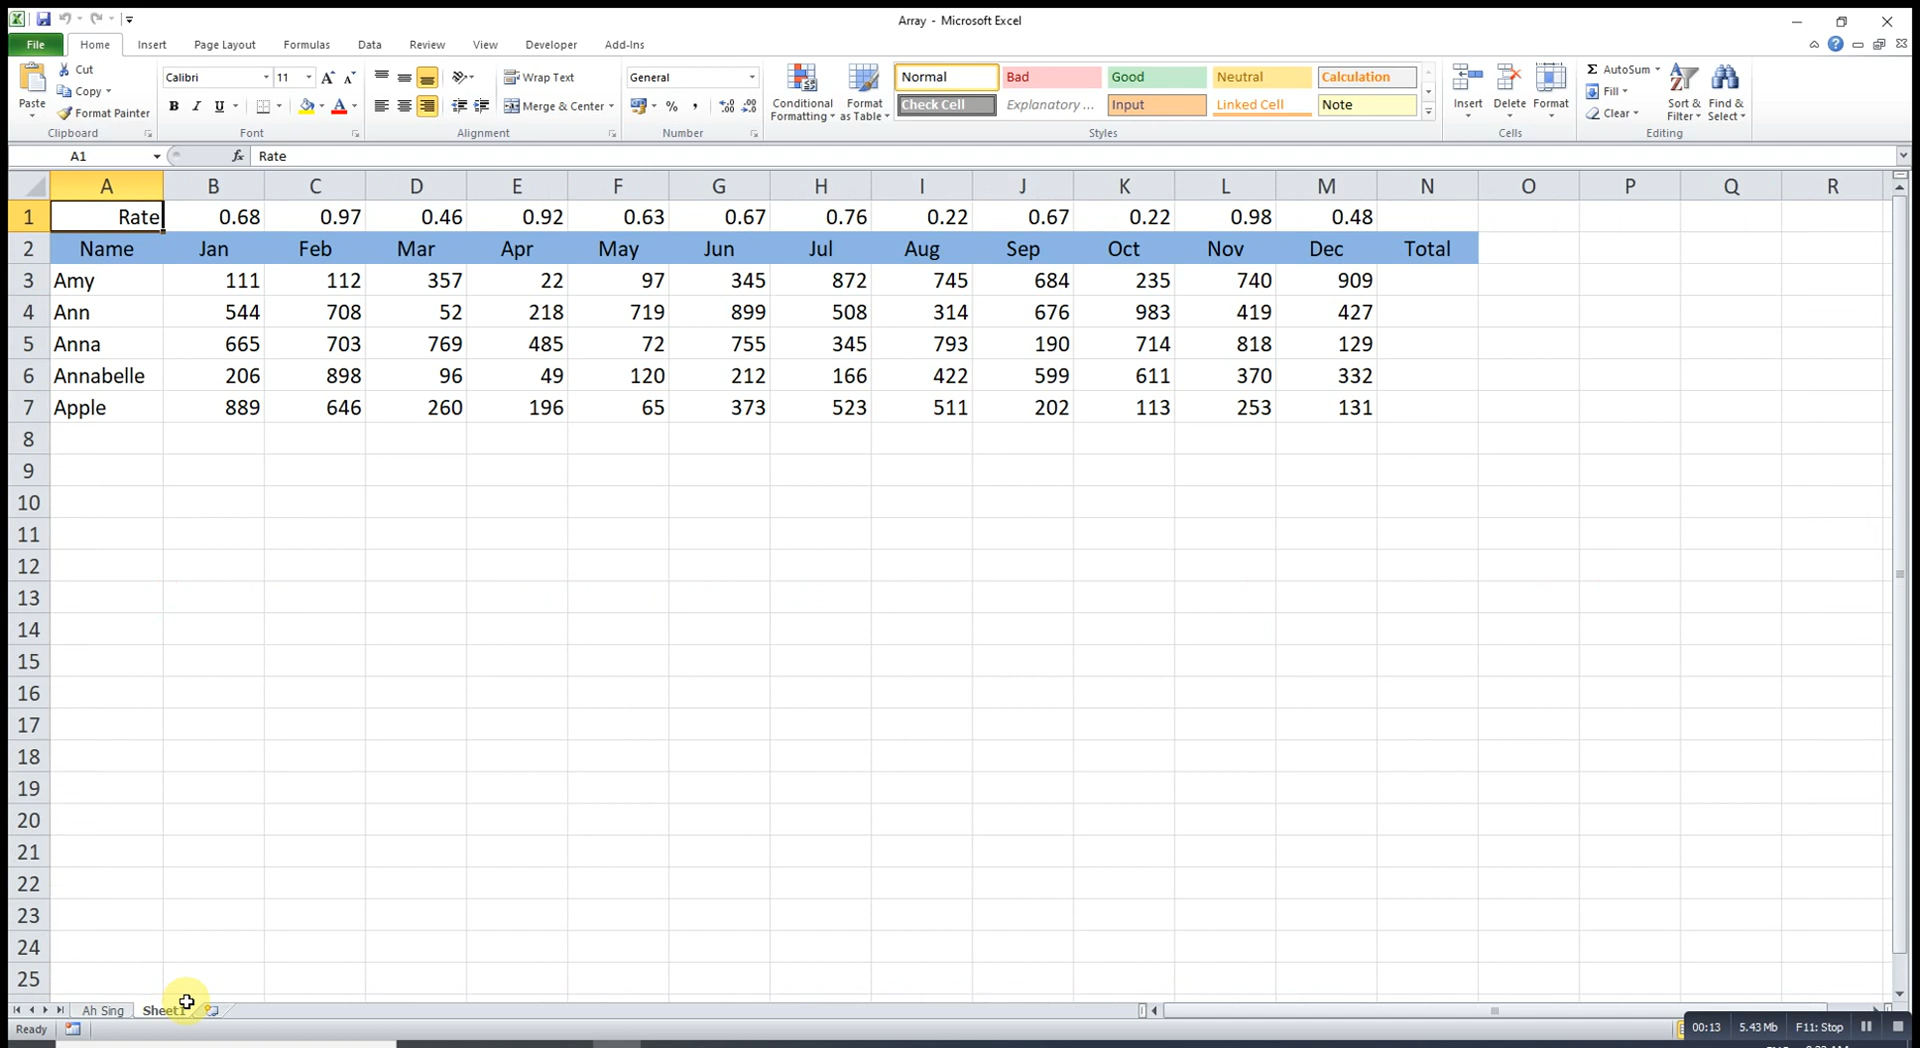 Array - Microsoft Excel
File Home Insert Page Layout Formulas Data Review View Developer Add-Ins
Paste
Cut
Copy
Format Painter
Clipboard
Calibri 11
B I U
Font
Wrap Text
Merge & Center
Alignment
General
Number
Conditional Formatting
Format as Table
Normal Bad Good Neutral Calculation
Check Cell Explanatory ... Input Linked Cell Note
Styles
Insert Delete Format
Cells
AutoSum
Fill
Clear
Sort & Filter
Find & Select
Editing
A1 fx Rate
A B C D E F G H I J K L M N O P Q R
1 Rate 0.68 0.97 0.46 0.92 0.63 0.67 0.76 0.22 0.67 0.22 0.98 0.48
2 Name Jan Feb Mar Apr May Jun Jul Aug Sep Oct Nov Dec Total
3 Amy 111 112 357 22 97 345 872 745 684 235 740 909
4 Ann 544 708 52 218 719 899 508 314 676 983 419 427
5 Anna 665 703 769 485 72 755 345 793 190 714 818 129
6 Annabelle 206 898 96 49 120 212 166 422 599 611 370 332
7 Apple 889 646 260 196 65 373 523 511 202 113 253 131
8
9
10
11
12
13
14
15
16
17
18
19
20
21
22
23
24
25
Ah Sing Sheet1
Ready
00:13 5.43 Mb F11: Stop